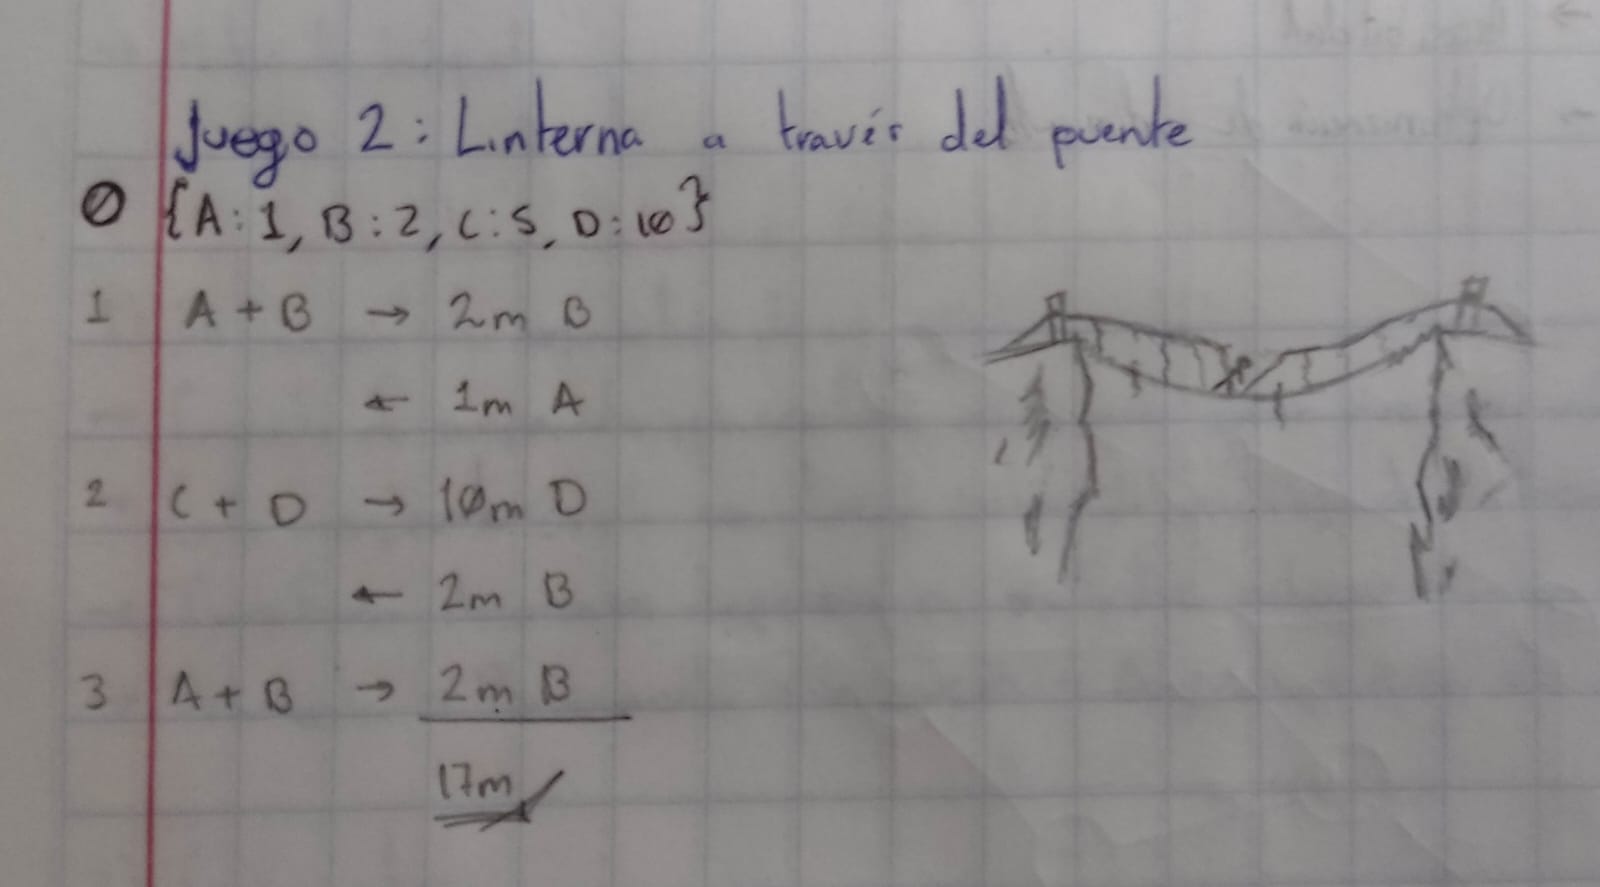 Juego 2: Linterna a través del puente
0 {A:1, B:2, C:5, D:10}
1 A + B → 2m B
← 1m A
2 C + D → 10m D
← 2m B
3 A + B → 2m B
17m ✓